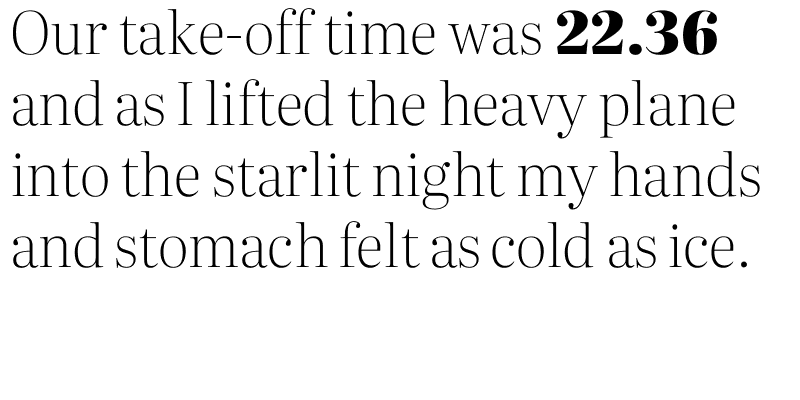 Our take-off time was 22.36
and as I lifted the heavy plane
into the starlit night my hands
and stomach felt as cold as ice.